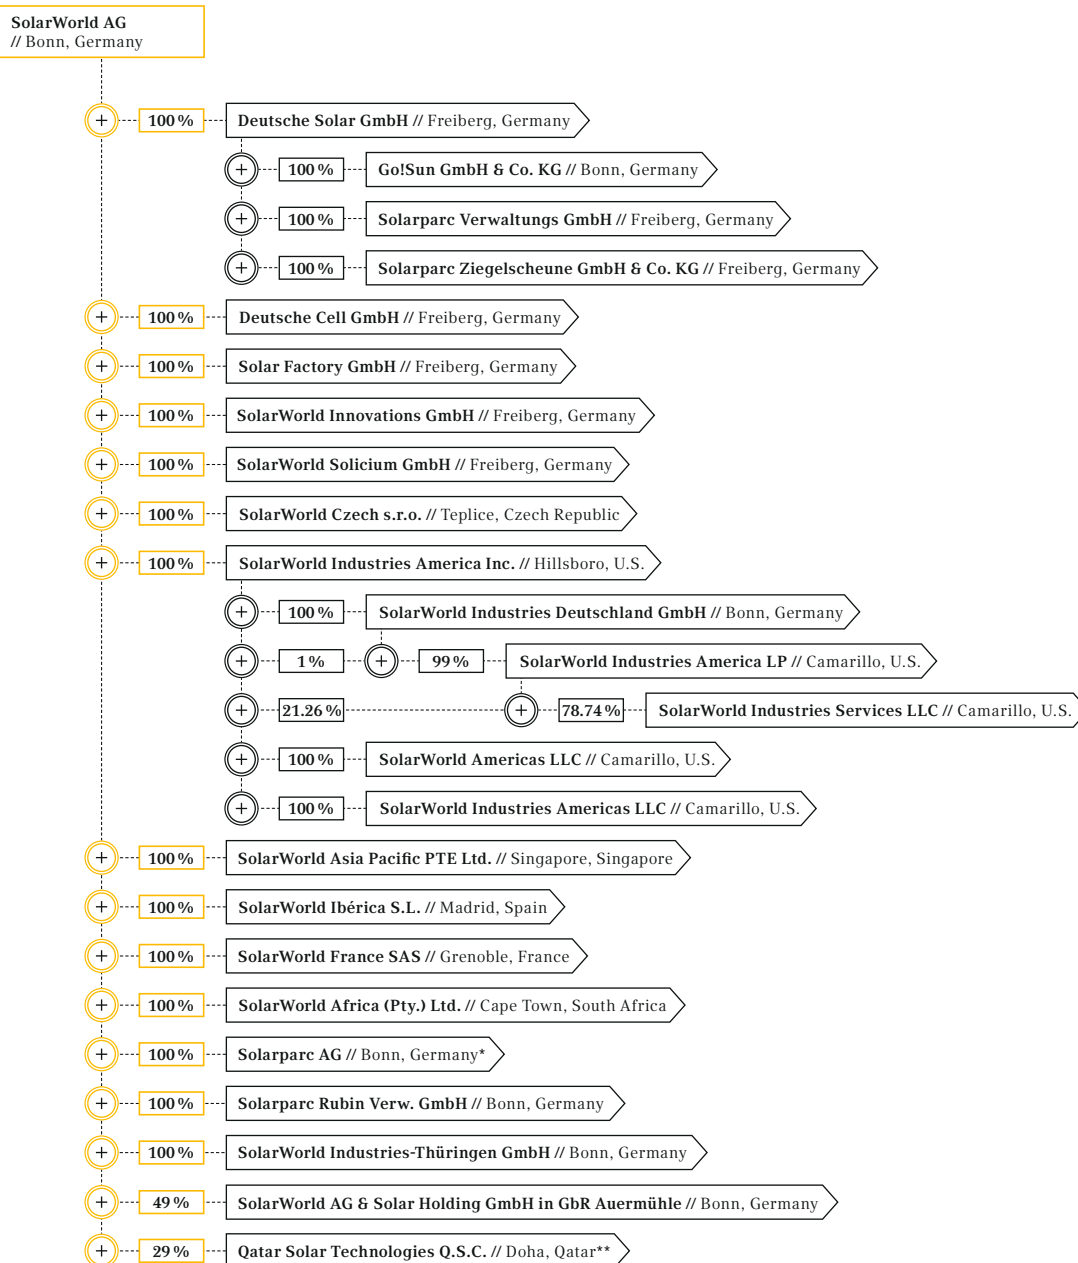 SolarWorld AG
// Bonn, Germany
+ 100 % Deutsche Solar GmbH // Freiberg, Germany
+ 100 % Go!Sun GmbH & Co. KG // Bonn, Germany
+ 100 % Solarparc Verwaltungs GmbH // Freiberg, Germany
+ 100 % Solarparc Ziegelscheune GmbH & Co. KG // Freiberg, Germany
+ 100 % Deutsche Cell GmbH // Freiberg, Germany
+ 100 % Solar Factory GmbH // Freiberg, Germany
+ 100 % SolarWorld Innovations GmbH // Freiberg, Germany
+ 100 % SolarWorld Solicium GmbH // Freiberg, Germany
+ 100 % SolarWorld Czech s.r.o. // Teplice, Czech Republic
+ 100 % SolarWorld Industries America Inc. // Hillsboro, U.S.
+ 100 % SolarWorld Industries Deutschland GmbH // Bonn, Germany
+ 1 % + 99 % SolarWorld Industries America LP // Camarillo, U.S.
+ 21.26 % + 78.74 % SolarWorld Industries Services LLC // Camarillo, U.S.
+ 100 % SolarWorld Americas LLC // Camarillo, U.S.
+ 100 % SolarWorld Industries Americas LLC // Camarillo, U.S.
+ 100 % SolarWorld Asia Pacific PTE Ltd. // Singapore, Singapore
+ 100 % SolarWorld Ibérica S.L. // Madrid, Spain
+ 100 % SolarWorld France SAS // Grenoble, France
+ 100 % SolarWorld Africa (Pty.) Ltd. // Cape Town, South Africa
+ 100 % Solarparc AG // Bonn, Germany*
+ 100 % Solarparc Rubin Verw. GmbH // Bonn, Germany
+ 100 % SolarWorld Industries-Thüringen GmbH // Bonn, Germany
+ 49 % SolarWorld AG & Solar Holding GmbH in GbR Auermühle // Bonn, Germany
+ 29 % Qatar Solar Technologies Q.S.C. // Doha, Qatar**